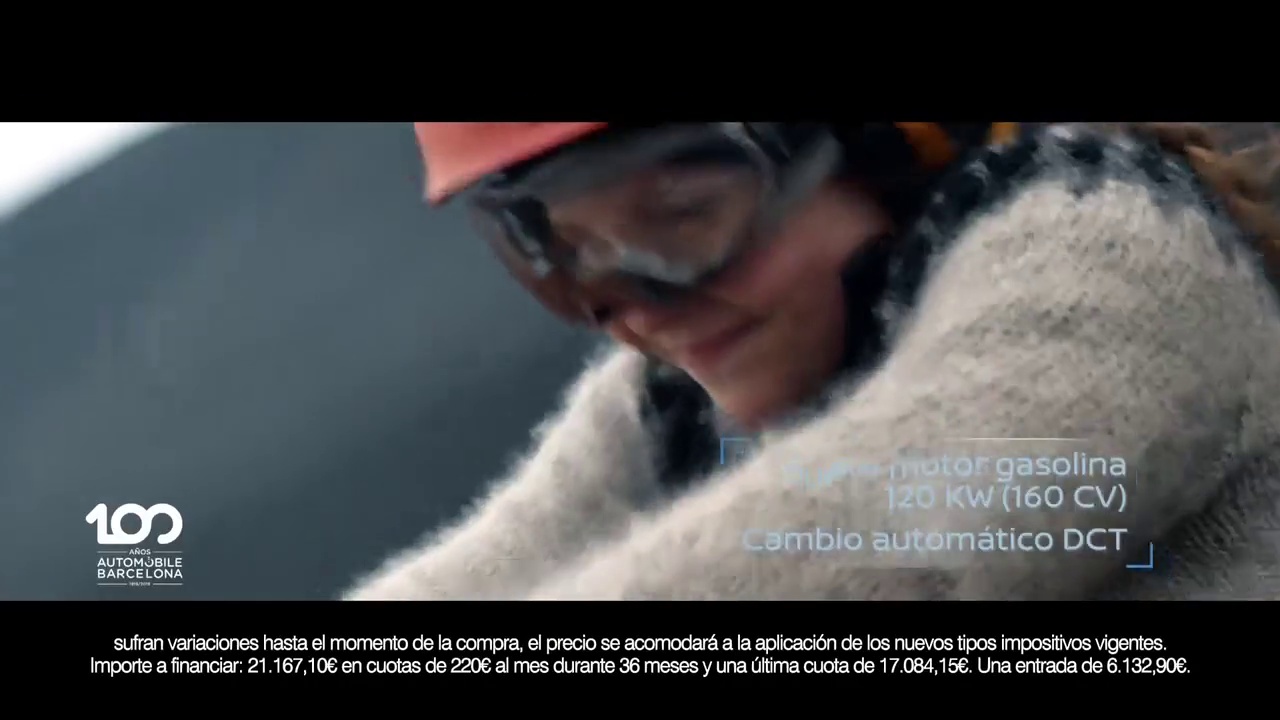 motor gasolina
120 KW (160 CV)
Cambio automático DCT
100
AÑOS
AUTOMOBILE
BARCELONA
sufran variaciones hasta el momento de la compra, el precio se acomodará a la aplicación de los nuevos tipos impositivos vigentes.
Importe a financiar: 21.167,10€ en cuotas de 220€ al mes durante 36 meses y una última cuota de 17.084,15€. Una entrada de 6.132,90€.